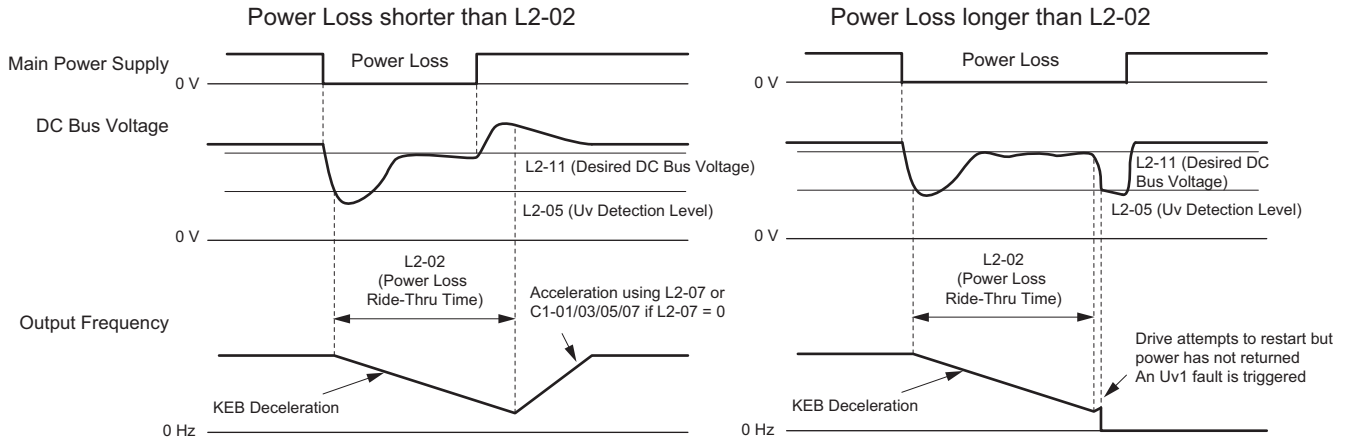 Power Loss shorter than L2-02
Main Power Supply
Power Loss
0 V
DC Bus Voltage
L2-11 (Desired DC Bus Voltage)
L2-05 (Uv Detection Level)
0 V
L2-02
(Power Loss
Ride-Thru Time)
Acceleration using L2-07 or
C1-01/03/05/07 if L2-07 = 0
Output Frequency
KEB Deceleration
0 Hz
Power Loss longer than L2-02
Power Loss
0 V
L2-11 (Desired DC
Bus Voltage)
L2-05 (Uv Detection Level)
0 V
L2-02
(Power Loss
Ride-Thru Time)
Drive attempts to restart but
power has not returned
An Uv1 fault is triggered
KEB Deceleration
0 Hz